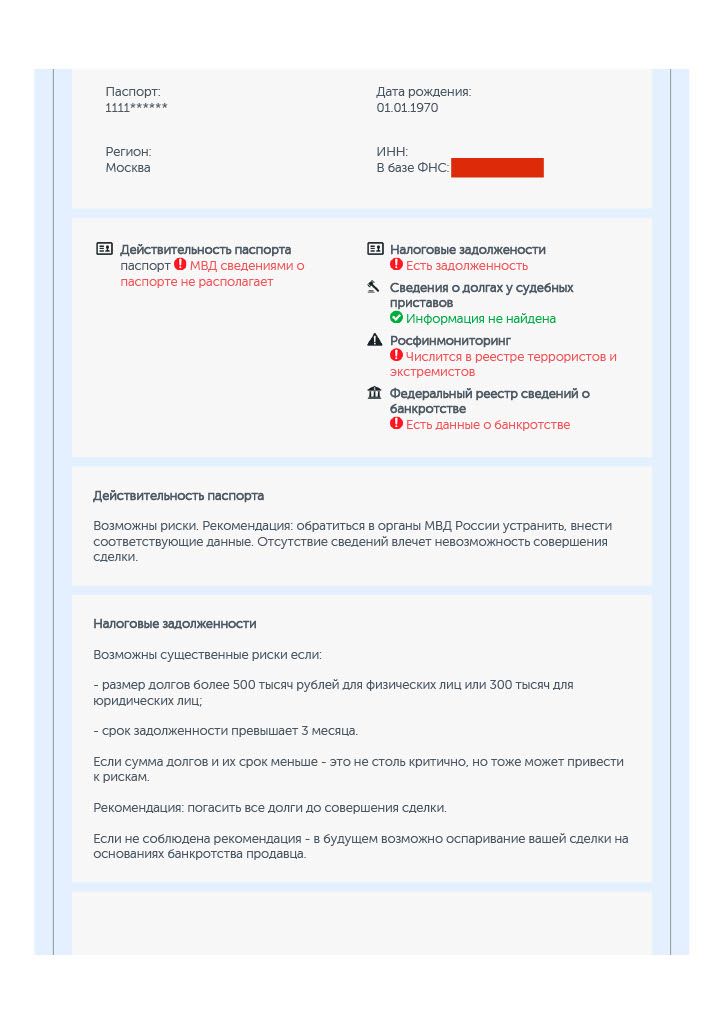 Паспорт:
1111******
Дата рождения:
01.01.1970
Регион:
Москва
ИНН:
В базе ФНС:
Действительность паспорта
паспорт МВД сведениями о
паспорте не располагает
Налоговые задолжености
Есть задолженность
Сведения о долгах у судебных
приставов
Информация не найдена
Росфинмониторинг
Числится в реестре террористов и
экстремистов
Федеральный реестр сведений о
банкротстве
Есть данные о банкротстве
Действительность паспорта
Возможны риски. Рекомендация: обратиться в органы МВД России устранить, внести
соответствующие данные. Отсутствие сведений влечет невозможность совершения
сделки.
Налоговые задолженности
Возможны существенные риски если:
- размер долгов более 500 тысяч рублей для физических лиц или 300 тысяч для
юридических лиц;
- срок задолженности превышает 3 месяца.
Если сумма долгов и их срок меньше - это не столь критично, но тоже может привести
к рискам.
Рекомендация: погасить все долги до совершения сделки.
Если не соблюдена рекомендация - в будущем возможно оспаривание вашей сделки на
основаниях банкротства продавца.